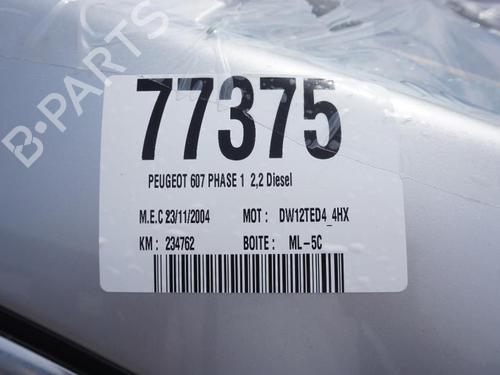 B-PARTS
77375
PEUGEOT 607 PHASE 1 2,2 Diesel
M.E.C 23/11/2004 MOT : DW12TED4_4HX
KM : 234762 BOITE : ML-5C